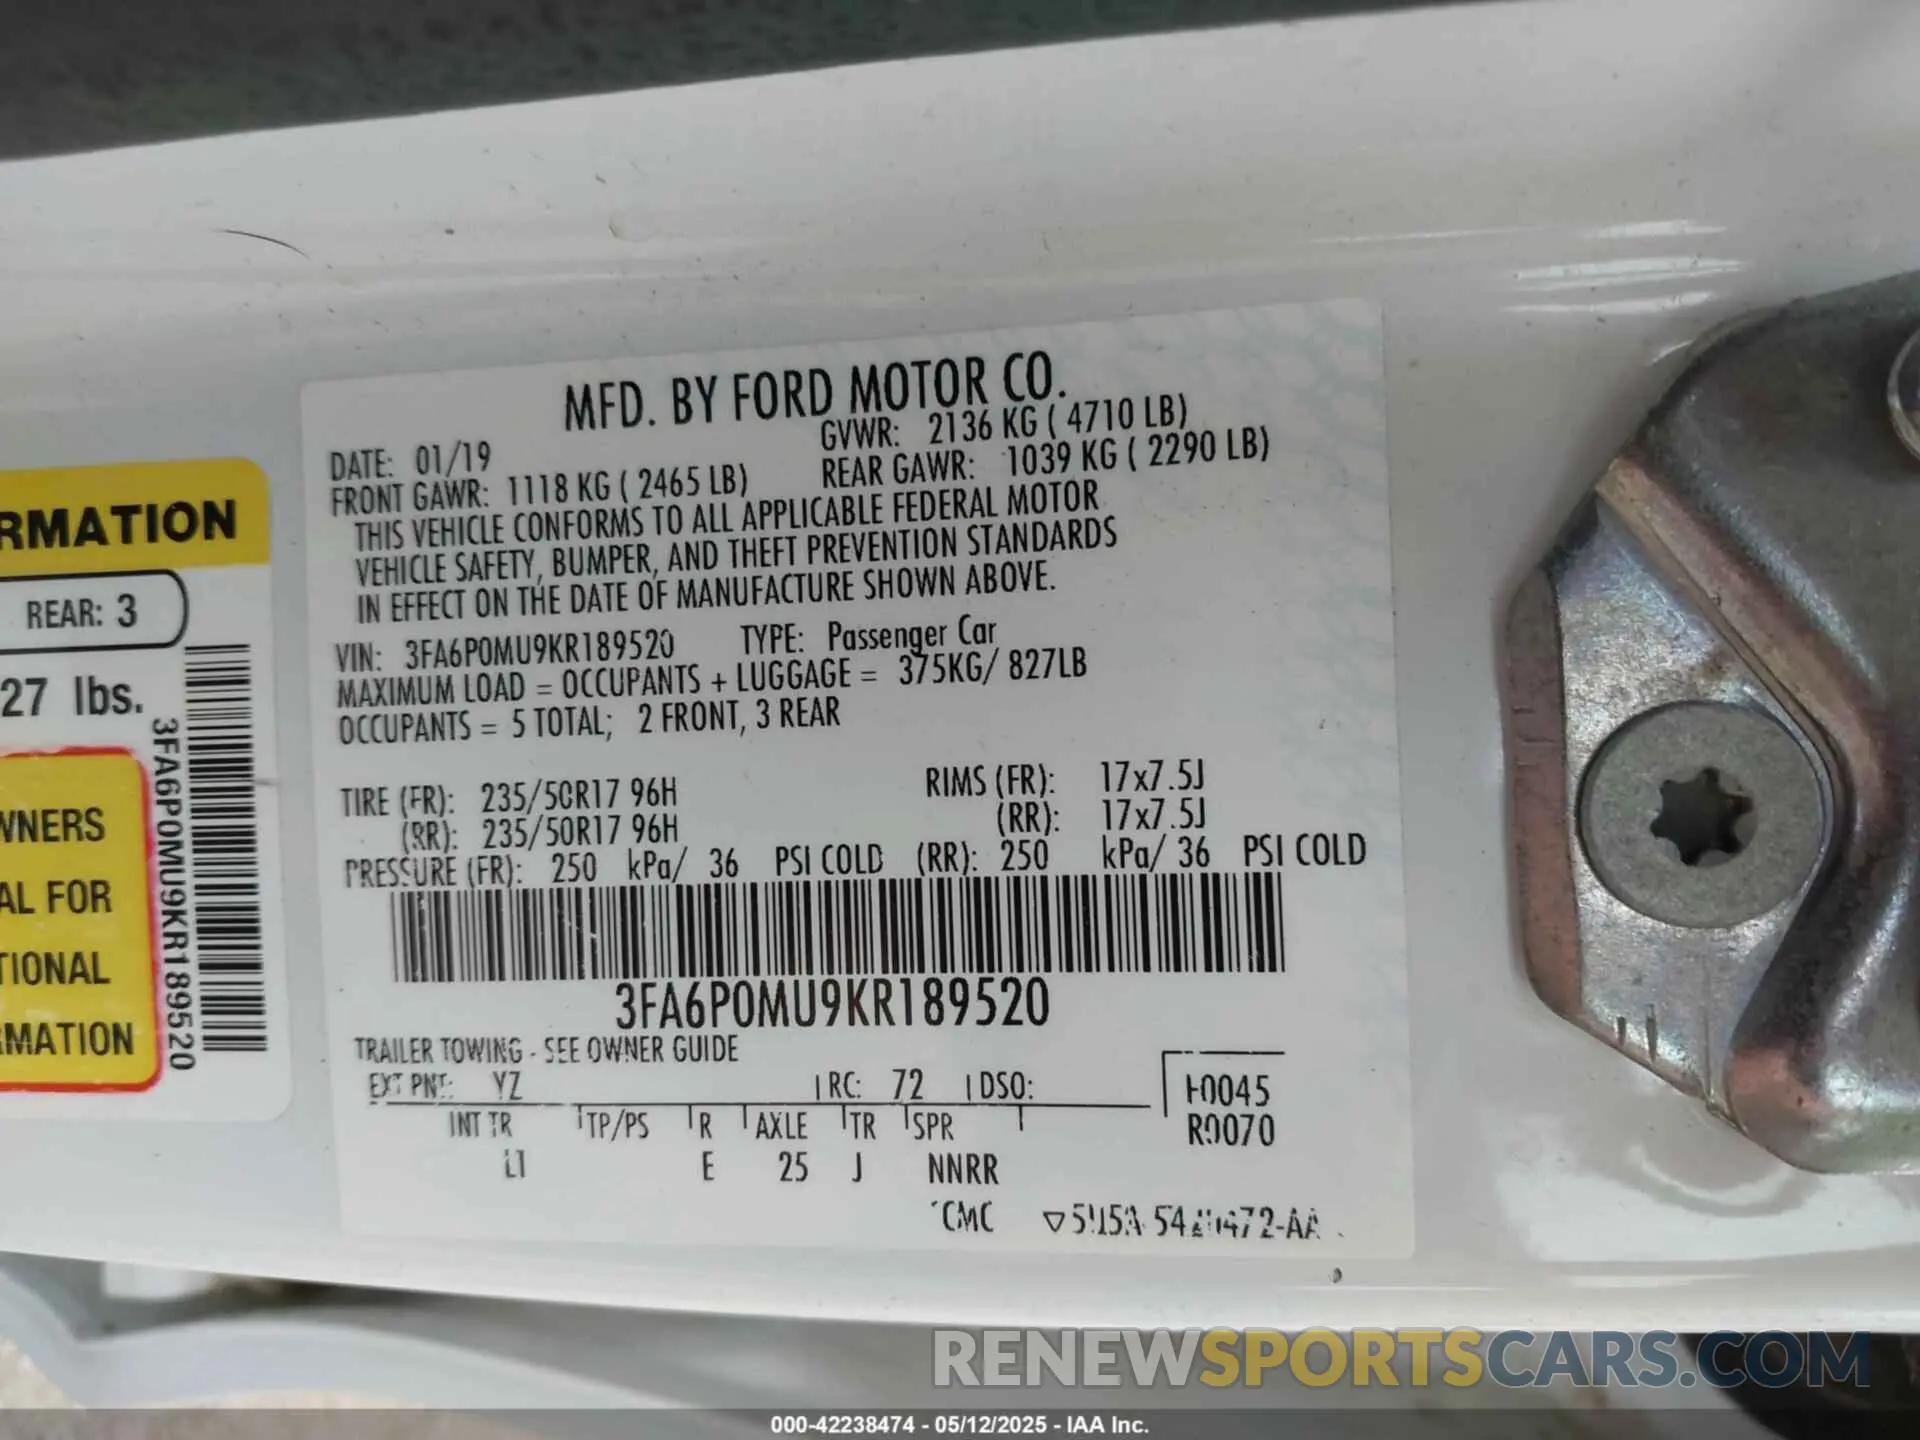 MFD. BY FORD MOTOR CO.
DATE: 01/19 GVWR: 2136 KG ( 4710 LB)
FRONT GAWR: 1118 KG ( 2465 LB) REAR GAWR: 1039 KG ( 2290 LB)
THIS VEHICLE CONFORMS TO ALL APPLICABLE FEDERAL MOTOR
VEHICLE SAFETY, BUMPER, AND THEFT PREVENTION STANDARDS
IN EFFECT ON THE DATE OF MANUFACTURE SHOWN ABOVE.
VIN: 3FA6P0MU9KR189520 TYPE: Passenger Car
MAXIMUM LOAD = OCCUPANTS + LUGGAGE = 375KG/ 827LB
OCCUPANTS = 5 TOTAL; 2 FRONT, 3 REAR
TIRE (FR): 235/50R17 96H RIMS (FR): 17x7.5J
(RR): 235/50R17 96H (RR): 17x7.5J
PRESSURE (FR): 250 kPa/ 36 PSI COLD (RR): 250 kPa/ 36 PSI COLD
3FA6P0MU9KR189520
TRAILER TOWING - SEE OWNER GUIDE
EXT PNT: YZ RC: 72 DSO:
F0045
INT TR TP/PS R AXLE TR SPR
R0070
E 25 J NNRR
CMC
RMATION
REAR: 3
27 lbs.
WNERS
AL FOR
TIONAL
RMATION
3FA6P0MU9KR189520
RENEWSPORTSCARS.COM
000-42238474 - 05/12/2025 - IAA Inc.